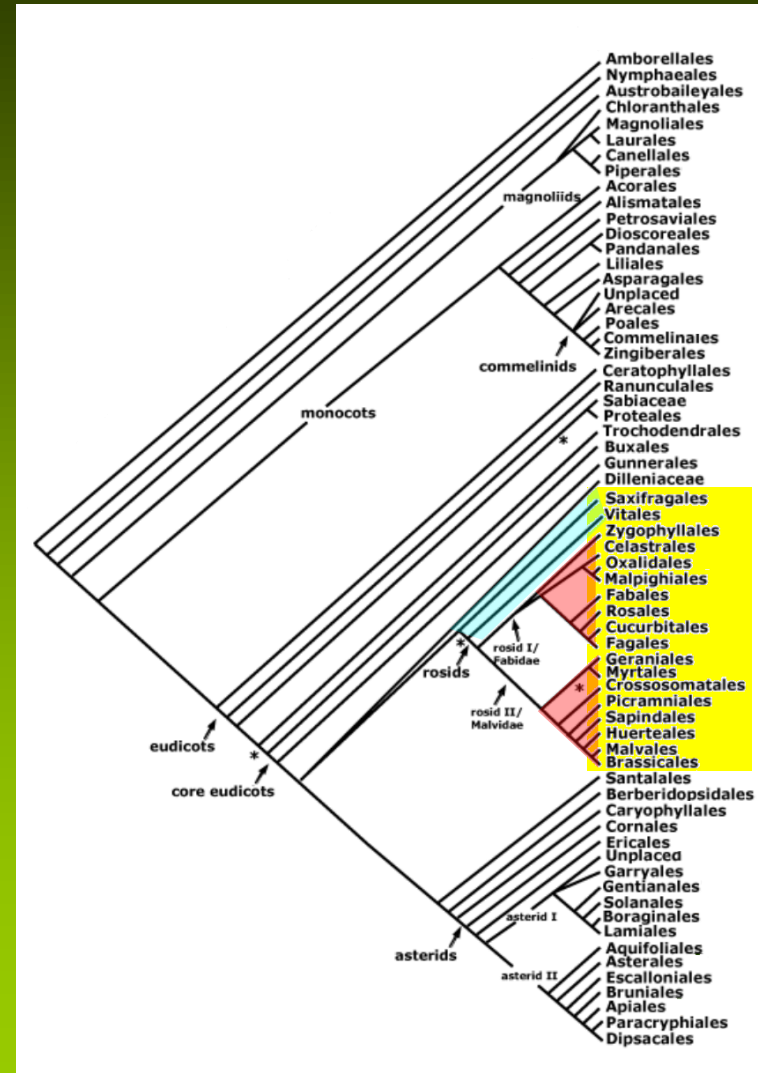 Amborellales
Nymphaeales
Austrobaileyales
Chloranthales
Magnoliales
Laurales
Canellales
Piperales
magnoliids
Acorales
Alismatales
Petrosaviales
Dioscoreales
Pandanales
Liliales
Asparagales
Unplaced
Arecales
Poales
Commelinales
Zingiberales
commelinids
Ceratophyllales
Ranunculales
Sabiaceae
monocots
Proteales
Trochodendrales
*
Buxales
Gunnerales
Dilleniaceae
Saxifragales
Vitales
Zygophyllales
Celastrales
Oxalidales
Malpighiales
Fabales
Rosales
Cucurbitales
Fagales
*
rosid I/
Fabidae
rosids
Geraniales
Myrtales
Crossosomatales
*
Picramniales
Sapindales
Huerteales
Malvales
Brassicales
rosid II/
Malvidae
eudicots
*
core eudicots
Santalales
Berberidopsidales
Caryophyllales
Cornales
Ericales
Unplaced
Garryales
Gentianales
Solanales
Boraginales
Lamiales
asterid I
asterids
Aquifoliales
Asterales
Escalloniales
Bruniales
Apiales
Paracryphiales
Dipsacales
asterid II